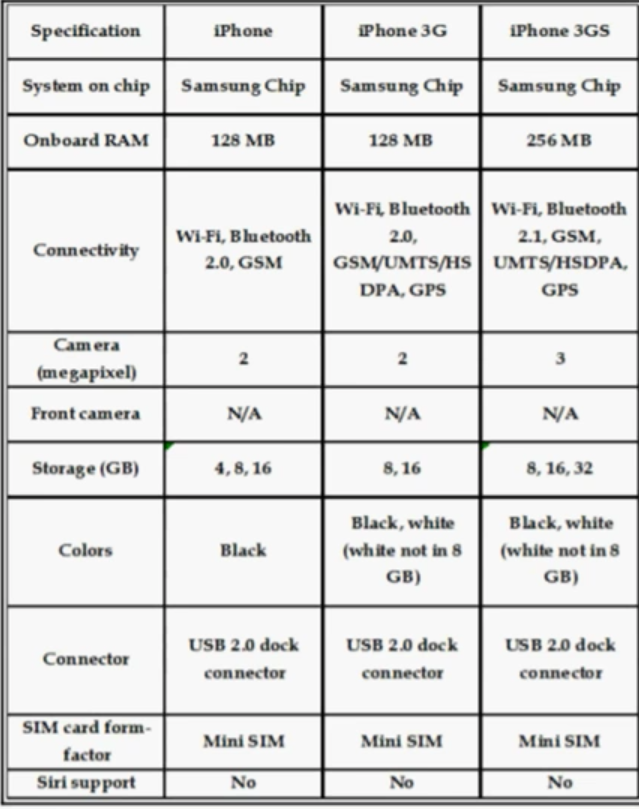 Specification iPhone iPhone 3G iPhone 3GS
System on chip Samsung Chip Samsung Chip Samsung Chip
Onboard RAM 128 MB 128 MB 256 MB
Connectivity
Wi-Fi, Bluetooth
2.0, GSM
Wi-Fi, Bluetooth
2.0,
GSM/UMTS/HS
DPA, GPS
Wi-Fi, Bluetooth
2.1, GSM,
UMTS/HSDPA,
GPS
Camera
(megapixel)
2 2 3
Front camera N/A N/A N/A
Storage (GB) 4, 8, 16 8, 16 8, 16, 32
Colors
Black
Black, white
(white not in 8
GB)
Black, white
(white not in 8
GB)
Connector
USB 2.0 dock
connector
USB 2.0 dock
connector
USB 2.0 dock
connector
SIM card form-
factor
Mini SIM Mini SIM Mini SIM
Siri support No No No